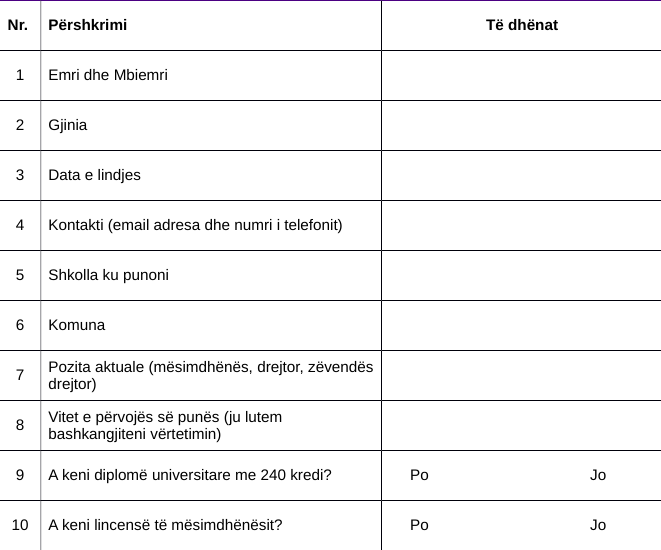 Nr. Përshkrimi Të dhënat
1 Emri dhe Mbiemri
2 Gjinia
3 Data e lindjes
4 Kontakti (email adresa dhe numri i telefonit)
5 Shkolla ku punoni
6 Komuna
7 Pozita aktuale (mësimdhënës, drejtor, zëvendës
drejtor)
8 Vitet e përvojës së punës (ju lutem
bashkangjiteni vërtetimin)
9 A keni diplomë universitare me 240 kredi? Po Jo
10 A keni lincensë të mësimdhënësit? Po Jo